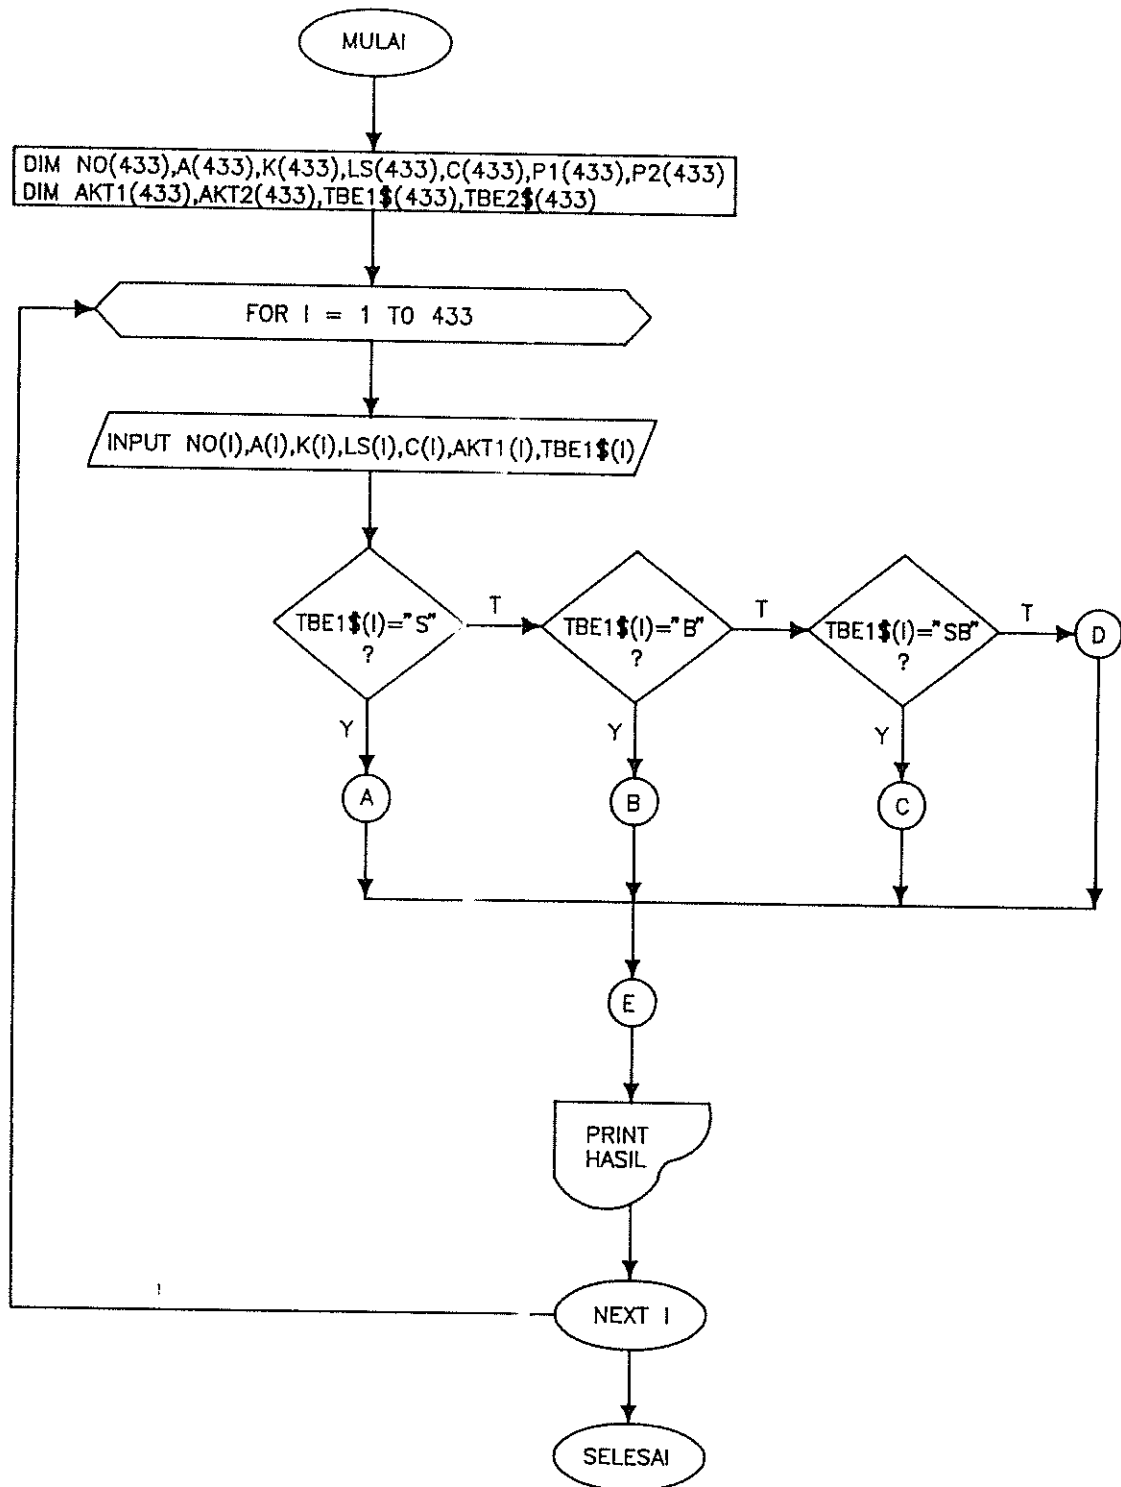 MULAI
DIM NO(433),A(433),K(433),LS(433),C(433),P1(433),P2(433)
DIM AKT1(433),AKT2(433),TBE1$(433),TBE2$(433)
FOR I = 1 TO 433
INPUT NO(I),A(I),K(I),LS(I),C(I),AKT1(I),TBE1$(I)
TBE1$(I)="S"
?
T
TBE1$(I)="B"
?
T
TBE1$(I)="SB"
?
T
D
Y
Y
Y
A
B
C
E
PRINT
HASIL
NEXT I
SELESAI